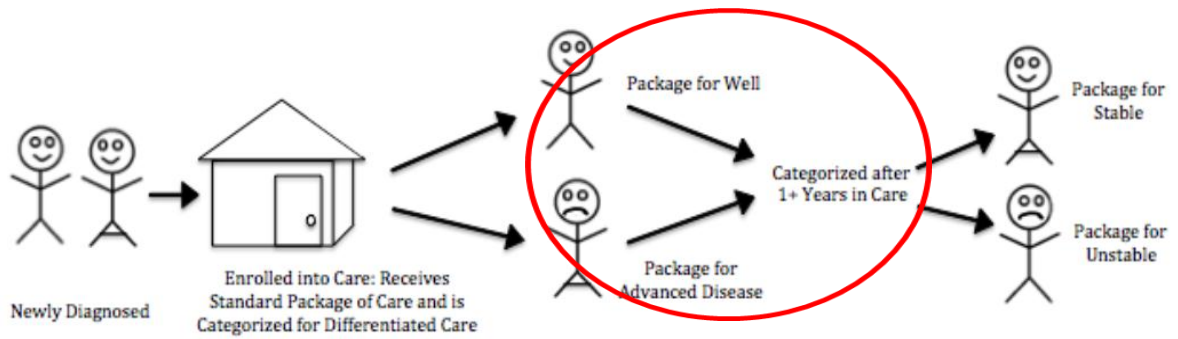 Newly Diagnosed
Enrolled into Care: Receives
Standard Package of Care and is
Categorized for Differentiated Care
Package for Well
Package for
Advanced Disease
Categorized after
1+ Years in Care
Package for
Stable
Package for
Unstable